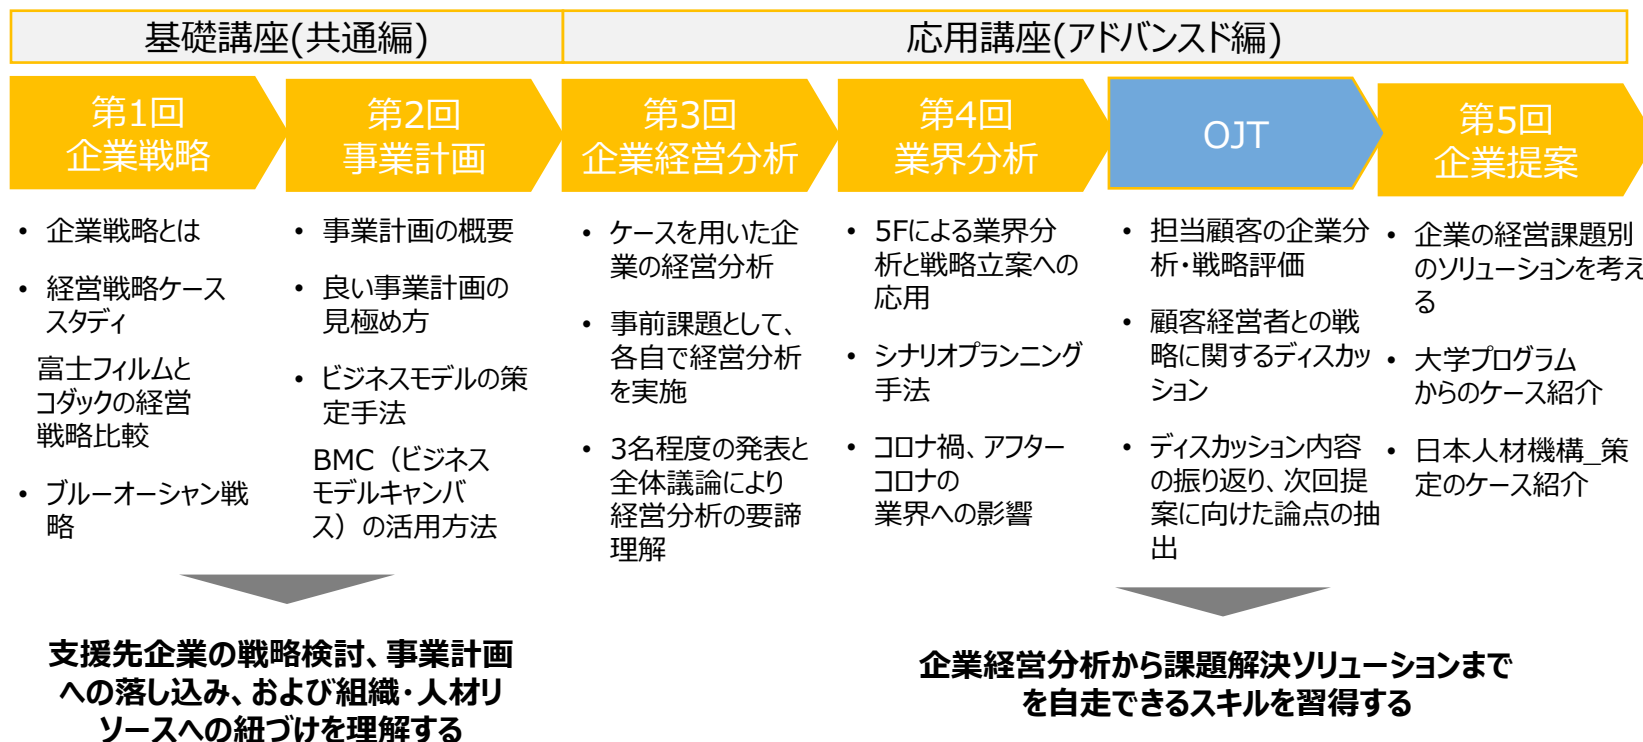 基礎講座(共通編)
応用講座(アドバンスド編)
第1回
企業戦略
第2回
事業計画
第3回
企業経営分析
第4回
業界分析
OJT
第5回
企業提案
• 企業戦略とは
• 経営戦略ケース
スタディ
富士フィルムと
コダックの経営
戦略比較
• ブルーオーシャン戦
略
• 事業計画の概要
• 良い事業計画の
見極め方
• ビジネスモデルの策
定手法
BMC（ビジネス
モデルキャンバ
ス）の活用方法
• ケースを用いた企
業の経営分析
• 事前課題として、
各自で経営分析
を実施
• 3名程度の発表と
全体議論により
経営分析の要諦
理解
• 5Fによる業界分
析と戦略立案への
応用
• シナリオプランニング
手法
• コロナ禍、アフター
コロナの
業界への影響
• 担当顧客の企業分
析・戦略評価
• 顧客経営者との戦
略に関するディスカッ
ション
• ディスカッション内容
の振り返り、次回提
案に向けた論点の抽
出
• 企業の経営課題別
のソリューションを考え
る
• 大学プログラム
からのケース紹介
• 日本人材機構_策
定のケース紹介
支援先企業の戦略検討、事業計画
への落し込み、および組織・人材リ
ソースへの紐づけを理解する
企業経営分析から課題解決ソリューションまで
を自走できるスキルを習得する